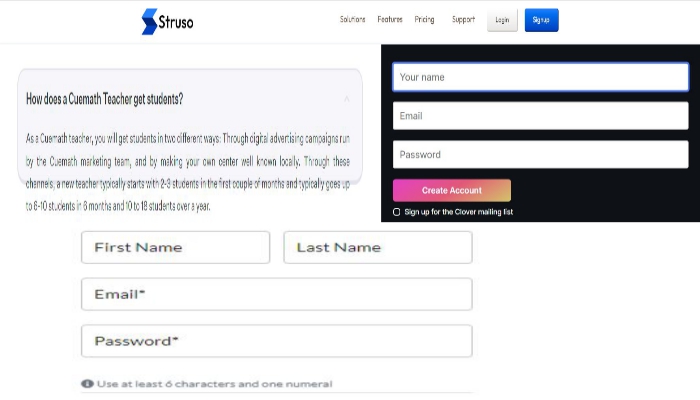 Struso
Solutions Features Pricing Support Login Signup
How does a Cuemath Teacher get students?
As a Cuemath teacher, you will get students in two different ways: Through digital advertising campaigns run
by the Cuemath marketing team, and by making your own center well known locally. Through these
channels, a new teacher typically starts with 2-3 students in the first couple of months and typically goes up
to 6-10 students in 6 months and 10 to 18 students over a year.
Your name
Email
Password
Create Account
Sign up for the Clover mailing list
First Name Last Name
Email*
Password*
Use at least 6 characters and one numeral